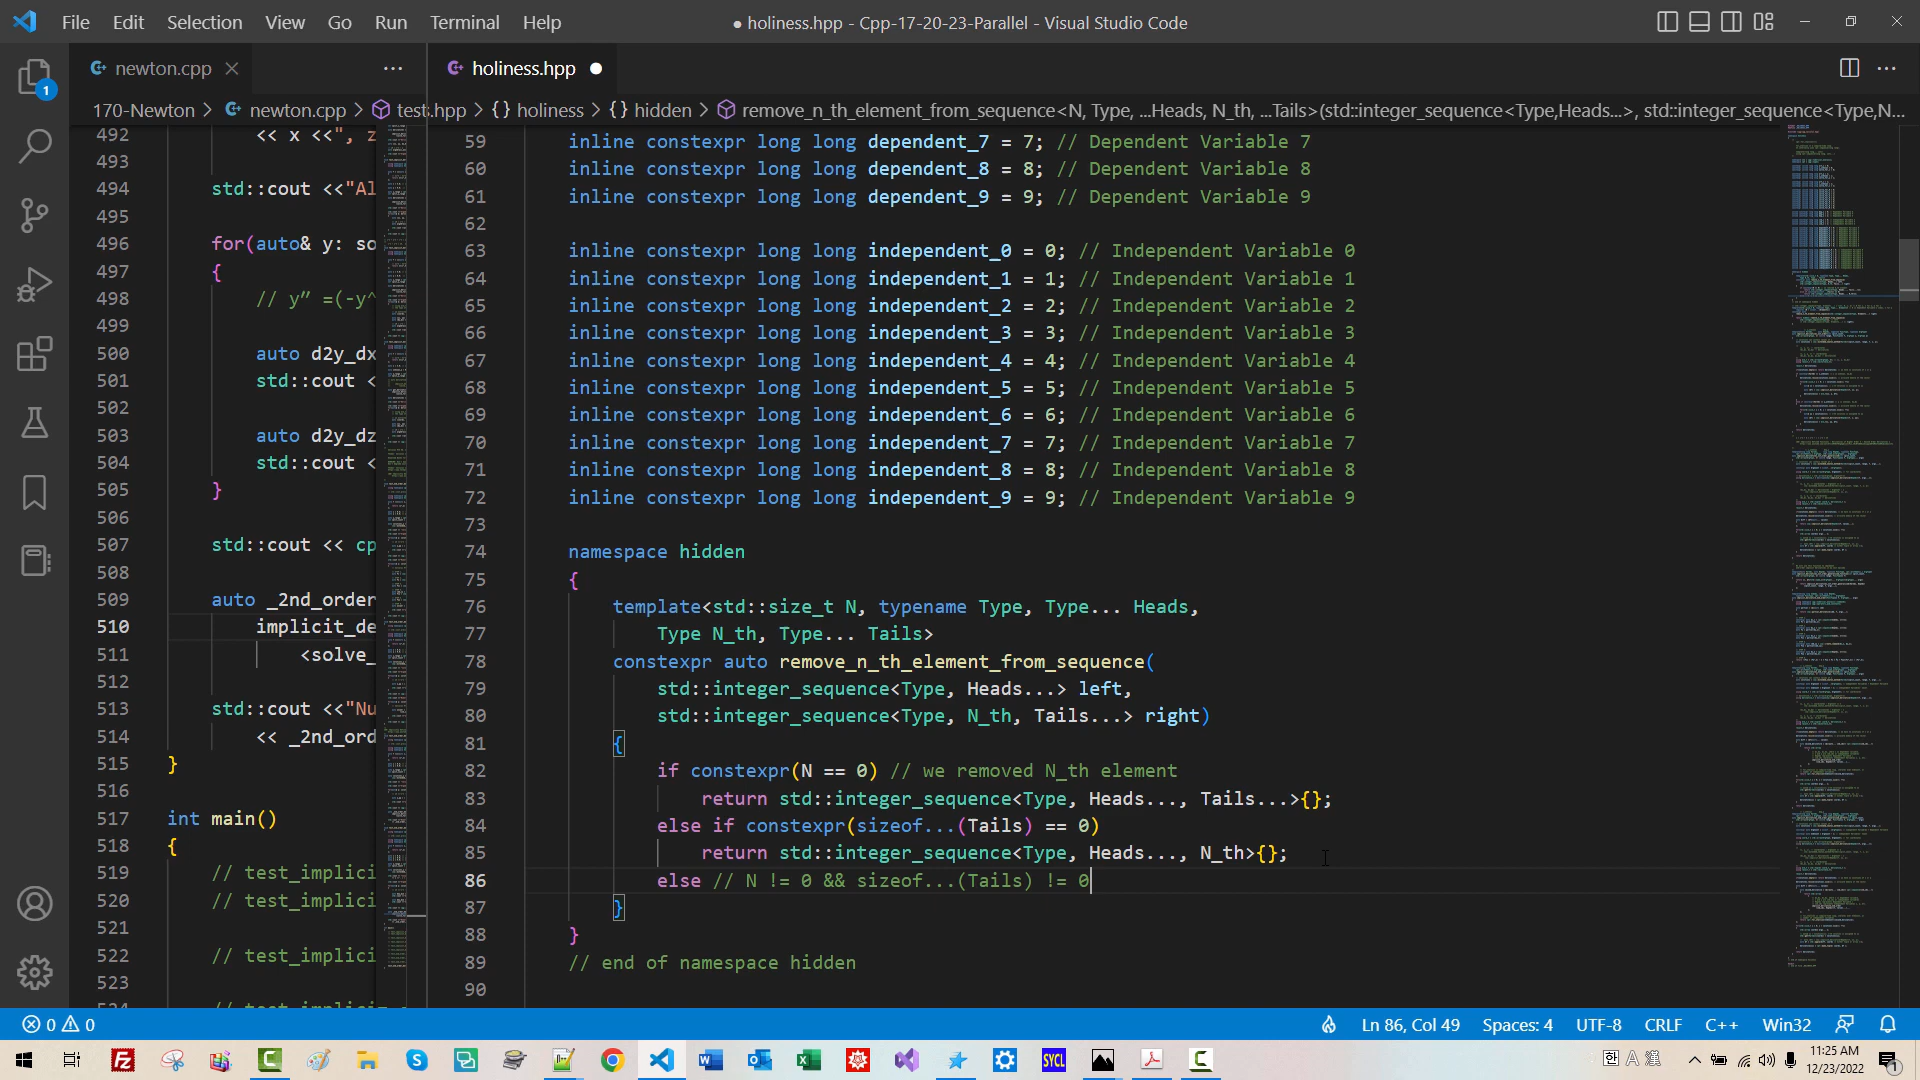 File Edit Selection View Go Run Terminal Help
● holiness.hpp - Cpp-17-20-23-Parallel - Visual Studio Code
newton.cpp
holiness.hpp
170-Newton > newton.cpp > test
.hpp > {} holiness > {} hidden > remove_n_th_element_from_sequence<N, Type, ...Heads, N_th, ...Tails>(std::integer_sequence<Type,Heads...>, std::integer_sequence<Type,N...
492 << x <<", z
493
494 std::cout <<"Al
495
496 for(auto& y: so
497 {
498 // y” =(-y^
499
500 auto d2y_dx
501 std::cout <
502
503 auto d2y_dz
504 std::cout <
505 }
506
507 std::cout << cp
508
509 auto _2nd_order
510 implicit_de
511 <solve_
512
513 std::cout <<"Nu
514 << _2nd_ord
515 }
516
517 int main()
518 {
519 // test_implici
520 // test_implici
521
522 // test_implici
523
59 inline constexpr long long dependent_7 = 7; // Dependent Variable 7
60 inline constexpr long long dependent_8 = 8; // Dependent Variable 8
61 inline constexpr long long dependent_9 = 9; // Dependent Variable 9
62
63 inline constexpr long long independent_0 = 0; // Independent Variable 0
64 inline constexpr long long independent_1 = 1; // Independent Variable 1
65 inline constexpr long long independent_2 = 2; // Independent Variable 2
66 inline constexpr long long independent_3 = 3; // Independent Variable 3
67 inline constexpr long long independent_4 = 4; // Independent Variable 4
68 inline constexpr long long independent_5 = 5; // Independent Variable 5
69 inline constexpr long long independent_6 = 6; // Independent Variable 6
70 inline constexpr long long independent_7 = 7; // Independent Variable 7
71 inline constexpr long long independent_8 = 8; // Independent Variable 8
72 inline constexpr long long independent_9 = 9; // Independent Variable 9
73
74 namespace hidden
75 {
76 template<std::size_t N, typename Type, Type... Heads,
77 Type N_th, Type... Tails>
78 constexpr auto remove_n_th_element_from_sequence(
79 std::integer_sequence<Type, Heads...> left,
80 std::integer_sequence<Type, N_th, Tails...> right)
81 {
82 if constexpr(N == 0) // we removed N_th element
83 return std::integer_sequence<Type, Heads..., Tails...>{};
84 else if constexpr(sizeof...(Tails) == 0)
85 return std::integer_sequence<Type, Heads..., N_th>{};
86 else // N != 0 && sizeof...(Tails) != 0
87 }
88 }
89 // end of namespace hidden
90
0 0 Ln 86, Col 49 Spaces: 4 UTF-8 CRLF C++ Win32
SYCL
한 A 漢
11:25 AM
12/23/2022